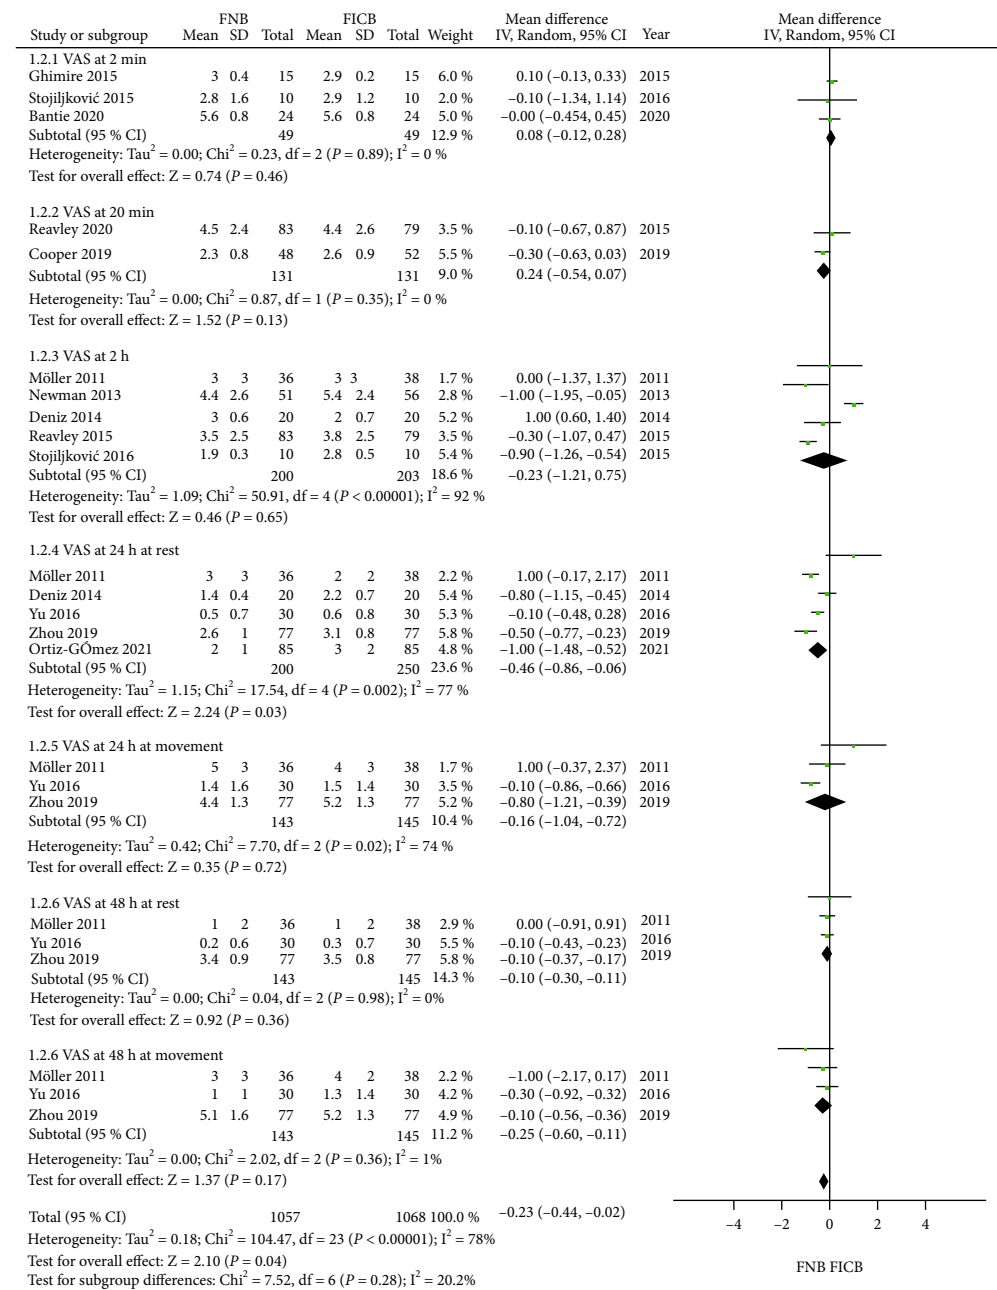 FNB FICB Mean difference Mean difference
Study or subgroup Mean SD Total Mean SD Total Weight IV, Random, 95% CI Year IV, Random, 95% CI
1.2.1 VAS at 2 min
Ghimire 2015 3 0.4 15 2.9 0.2 15 6.0 % 0.10 (−0.13, 0.33) 2015
Stojiljković 2015 2.8 1.6 10 2.9 1.2 10 2.0 % −0.10 (−1.34, 1.14) 2016
Bantie 2020 5.6 0.8 24 5.6 0.8 24 5.0 % −0.00 (−0.454, 0.45) 2020
Subtotal (95 % CI) 49 49 12.9 % 0.08 (−0.12, 0.28)
Heterogeneity: Tau² = 0.00; Chi² = 0.23, df = 2 (P = 0.89); I² = 0 %
Test for overall effect: Z = 0.74 (P = 0.46)
1.2.2 VAS at 20 min
Reavley 2020 4.5 2.4 83 4.4 2.6 79 3.5 % −0.10 (−0.67, 0.87) 2015
Cooper 2019 2.3 0.8 48 2.6 0.9 52 5.5 % −0.30 (−0.63, 0.03) 2019
Subtotal (95 % CI) 131 131 9.0 % 0.24 (−0.54, 0.07)
Heterogeneity: Tau² = 0.00; Chi² = 0.87, df = 1 (P = 0.35); I² = 0 %
Test for overall effect: Z = 1.52 (P = 0.13)
1.2.3 VAS at 2 h
Möller 2011 3 3 36 3 3 38 1.7 % 0.00 (−1.37, 1.37) 2011
Newman 2013 4.4 2.6 51 5.4 2.4 56 2.8 % −1.00 (−1.95, −0.05) 2013
Deniz 2014 3 0.6 20 2 0.7 20 5.2 % 1.00 (0.60, 1.40) 2014
Reavley 2015 3.5 2.5 83 3.8 2.5 79 3.5 % −0.30 (−1.07, 0.47) 2015
Stojiljković 2016 1.9 0.3 10 2.8 0.5 10 5.4 % −0.90 (−1.26, −0.54) 2015
Subtotal (95 % CI) 200 203 18.6 % −0.23 (−1.21, 0.75)
Heterogeneity: Tau² = 1.09; Chi² = 50.91, df = 4 (P < 0.00001); I² = 92 %
Test for overall effect: Z = 0.46 (P = 0.65)
1.2.4 VAS at 24 h at rest
Möller 2011 3 3 36 2 2 38 2.2 % 1.00 (−0.17, 2.17) 2011
Deniz 2014 1.4 0.4 20 2.2 0.7 20 5.4 % −0.80 (−1.15, −0.45) 2014
Yu 2016 0.5 0.7 30 0.6 0.8 30 5.3 % −0.10 (−0.48, 0.28) 2016
Zhou 2019 2.6 1 77 3.1 0.8 77 5.8 % −0.50 (−0.77, −0.23) 2019
Ortiz-GÓmez 2021 2 1 85 3 2 85 4.8 % −1.00 (−1.48, −0.52) 2021
Subtotal (95 % CI) 200 250 23.6 % −0.46 (−0.86, −0.06)
Heterogeneity: Tau² = 1.15; Chi² = 17.54, df = 4 (P = 0.002); I² = 77 %
Test for overall effect: Z = 2.24 (P = 0.03)
1.2.5 VAS at 24 h at movement
Möller 2011 5 3 36 4 3 38 1.7 % 1.00 (−0.37, 2.37) 2011
Yu 2016 1.4 1.6 30 1.5 1.4 30 3.5 % −0.10 (−0.86, −0.66) 2016
Zhou 2019 4.4 1.3 77 5.2 1.3 77 5.2 % −0.80 (−1.21, −0.39) 2019
Subtotal (95 % CI) 143 145 10.4 % −0.16 (−1.04, −0.72)
Heterogeneity: Tau² = 0.42; Chi² = 7.70, df = 2 (P = 0.02); I² = 74 %
Test for overall effect: Z = 0.35 (P = 0.72)
1.2.6 VAS at 48 h at rest
Möller 2011 1 2 36 1 2 38 2.9 % 0.00 (−0.91, 0.91) 2011
Yu 2016 0.2 0.6 30 0.3 0.7 30 5.5 % −0.10 (−0.43, −0.23) 2016
Zhou 2019 3.4 0.9 77 3.5 0.8 77 5.8 % −0.10 (−0.37, −0.17) 2019
Subtotal (95 % CI) 143 145 14.3 % −0.10 (−0.30, −0.11)
Heterogeneity: Tau² = 0.00; Chi² = 0.04, df = 2 (P = 0.98); I² = 0%
Test for overall effect: Z = 0.92 (P = 0.36)
1.2.6 VAS at 48 h at movement
Möller 2011 3 3 36 4 2 38 2.2 % −1.00 (−2.17, 0.17) 2011
Yu 2016 1 1 30 1.3 1.4 30 4.2 % −0.30 (−0.92, −0.32) 2016
Zhou 2019 5.1 1.6 77 5.2 1.3 77 4.9 % −0.10 (−0.56, −0.36) 2019
Subtotal (95 % CI) 143 145 11.2 % −0.25 (−0.60, −0.11)
Heterogeneity: Tau² = 0.00; Chi² = 2.02, df = 2 (P = 0.36); I² = 1%
Test for overall effect: Z = 1.37 (P = 0.17)
Total (95 % CI) 1057 1068 100.0 % −0.23 (−0.44, −0.02)
−4 −2 0 2 4
Heterogeneity: Tau² = 0.18; Chi² = 104.47, df = 23 (P < 0.00001); I² = 78%
Test for overall effect: Z = 2.10 (P = 0.04)
FNB FICB
Test for subgroup differences: Chi² = 7.52, df = 6 (P = 0.28); I² = 20.2%